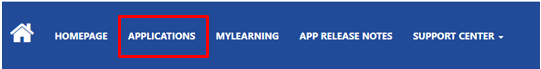 HOMEPAGE APPLICATIONS MYLEARNING APP RELEASE NOTES SUPPORT CENTER